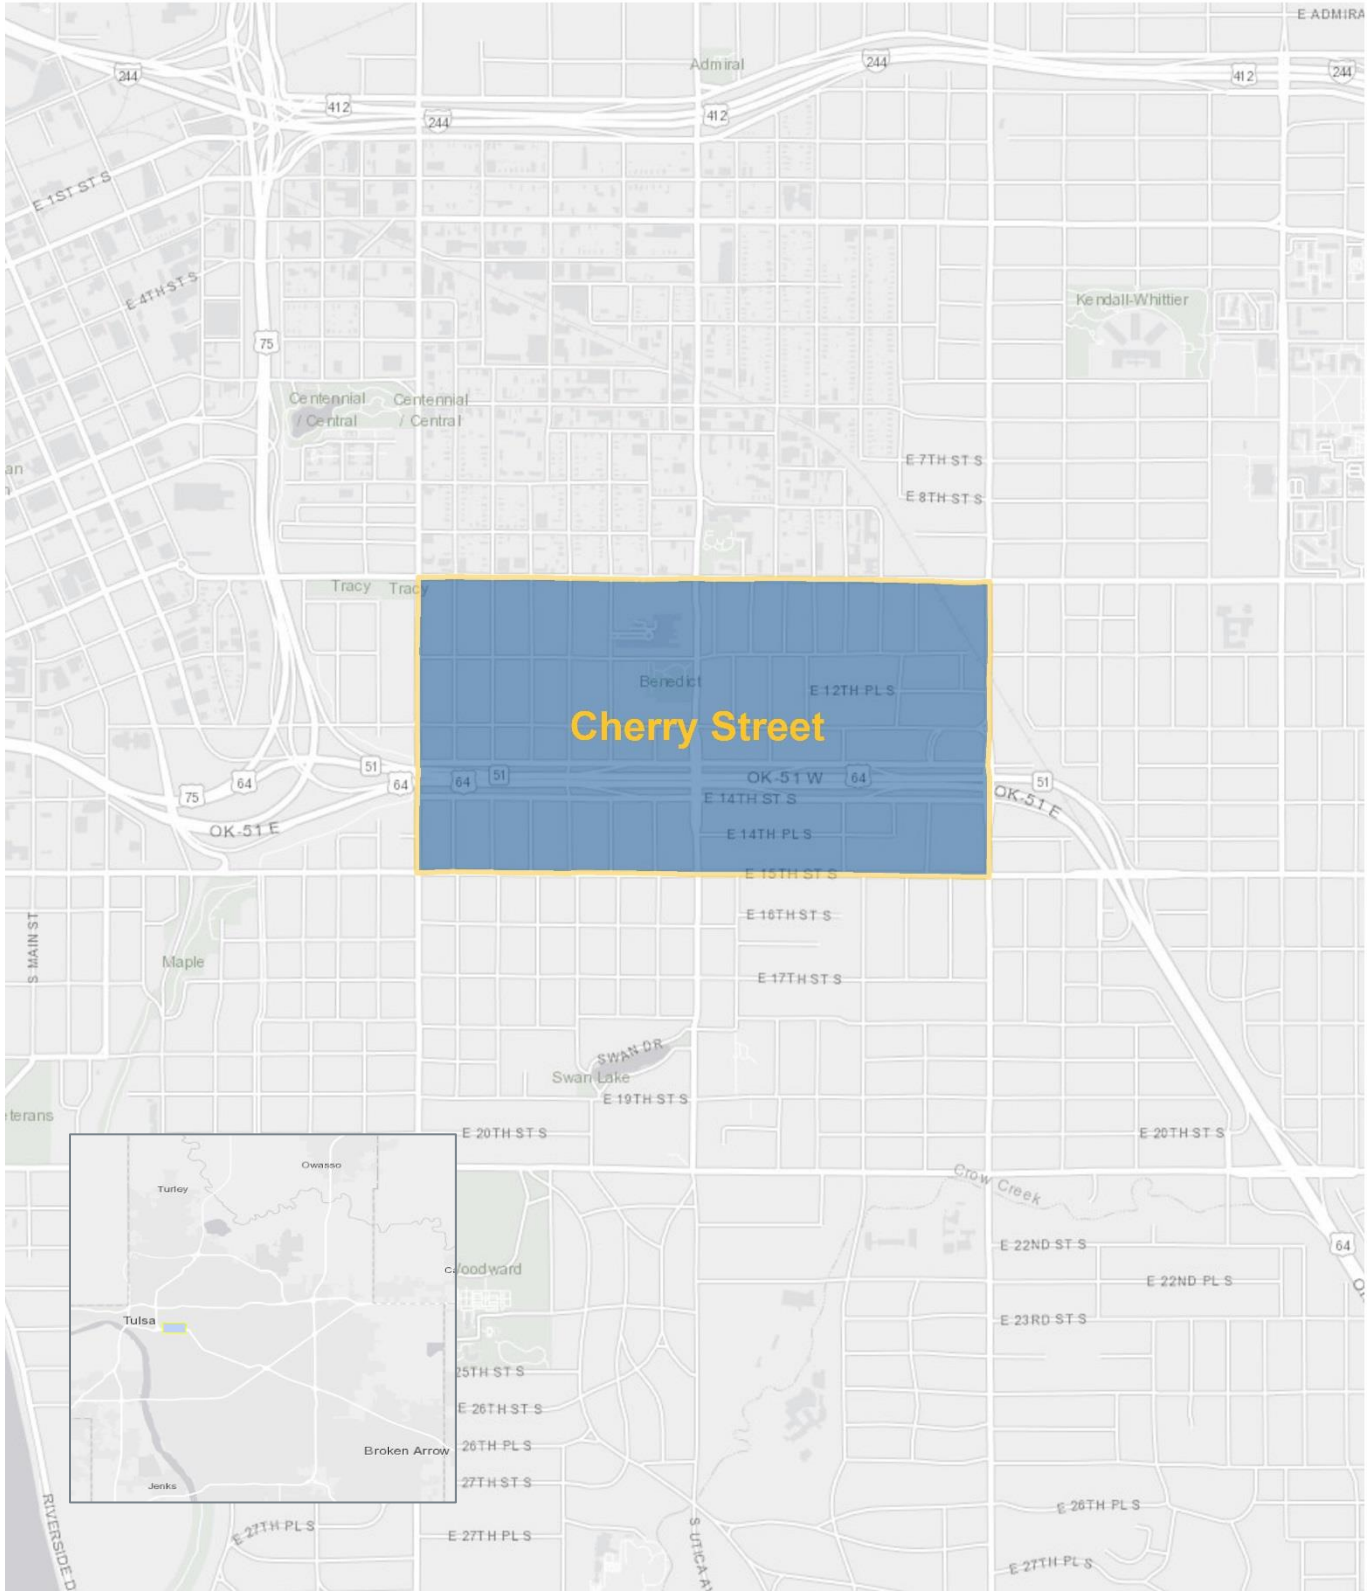 E ADMIRA
244
Admiral
244
412
244
412
244
412
E 1ST ST S
E 4TH ST S
Kendall-Whittier
75
Centennial
/ Central
Centennial
/ Central
an
E 7TH ST S
E 8TH ST S
Tracy
Tracy
Benedict
E 12TH PL S
Cherry Street
51
64
64
75
64
51
OK-51 W
64
51
E 14TH ST S
OK-51 E
OK-51 E
E 14TH PL S
E 15TH ST S
E 16TH ST S
S MAIN ST
Maple
E 17TH ST S
SWAN DR
Swan Lake
E 19TH ST S
terans
E 20TH ST S
E 20TH ST S
Crow Creek
Owasso
Turley
E 22ND ST S
64
Woodward
E 22ND PL S
Tulsa
E 23RD ST S
25TH ST S
E 26TH ST S
26TH PL S
Broken Arrow
27TH ST S
Jenks
E 26TH PL S
RIVERSIDE D
E 27TH PL S
E 27TH PL S
S UTICA AV
E 27TH PL S